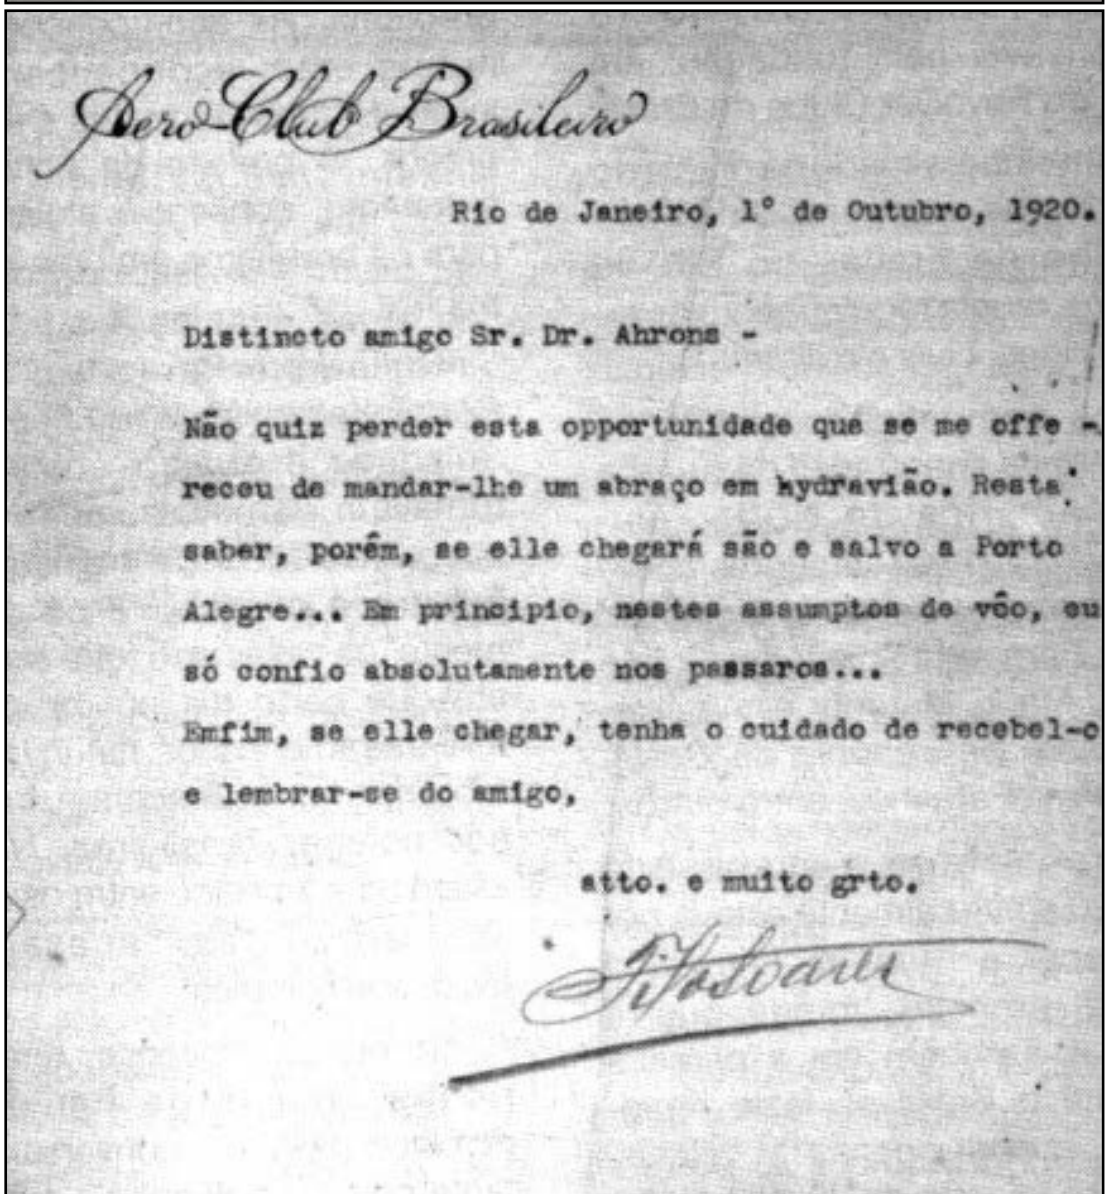 Aero-Club Brasileiro
Rio de Janeiro, 1º de Outubro, 1920.
Distincto amigo Sr. Dr. Ahrons -
Não quiz perder esta opportunidade que se me offe -
receu de mandar-lhe um abraço em hydravião. Resta
saber, porêm, se elle chegará são e salvo a Porto
Alegre... Em principio, nestes assumptos de vôo, eu
só confio absolutamente nos passaros...
Emfim, se elle chegar, tenha o cuidado de recebel-o
e lembrar-se do amigo,
atto. e muito grto.